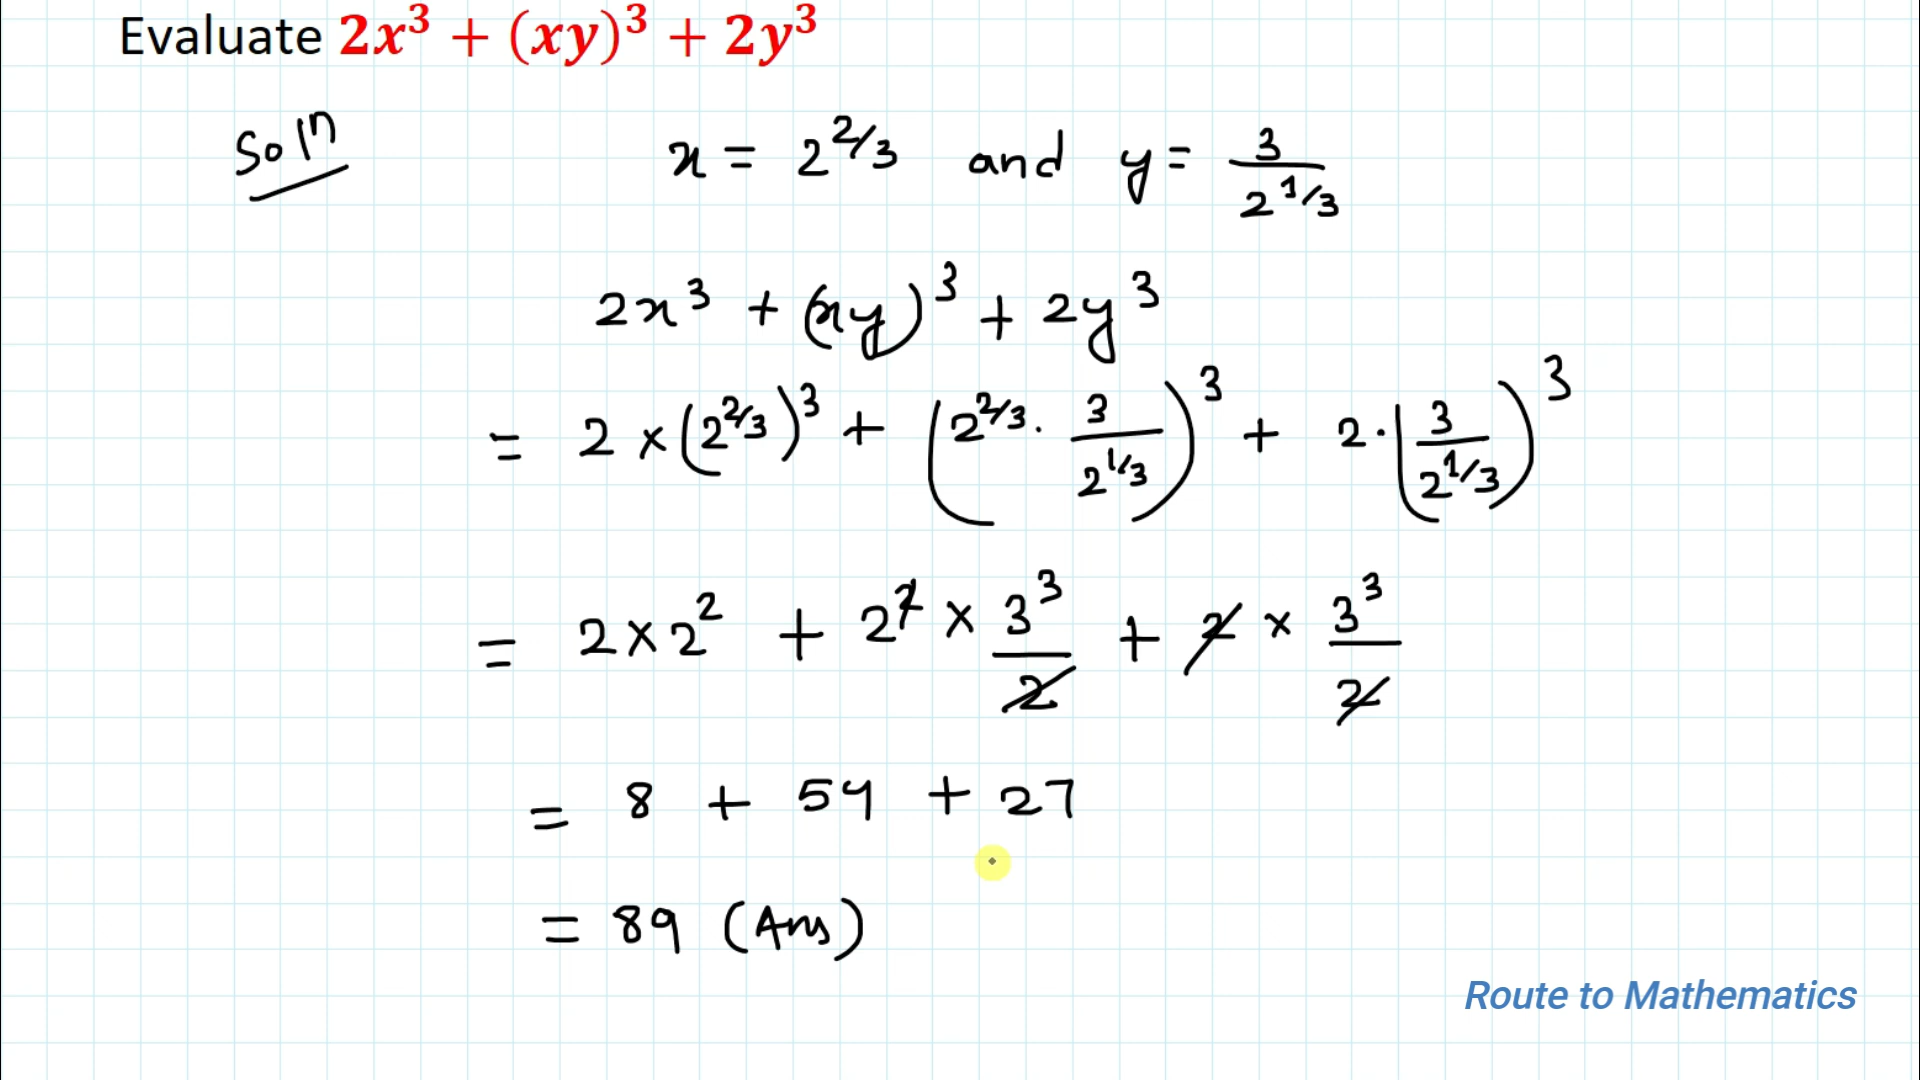 Evaluate 2x³ + (xy)³ + 2y³
Solⁿ x = 2^(2/3) and y = 3/2^(1/3)
2x³ + (xy)³ + 2y³
= 2 × (2^(2/3))³ + (2^(2/3) · 3/2^(1/3))³ + 2 · (3/2^(1/3))³
= 2 × 2² + 2² × 3³/2 + 2 × 3³/2
= 8 + 54 + 27
= 89 (Ans)
Route to Mathematics